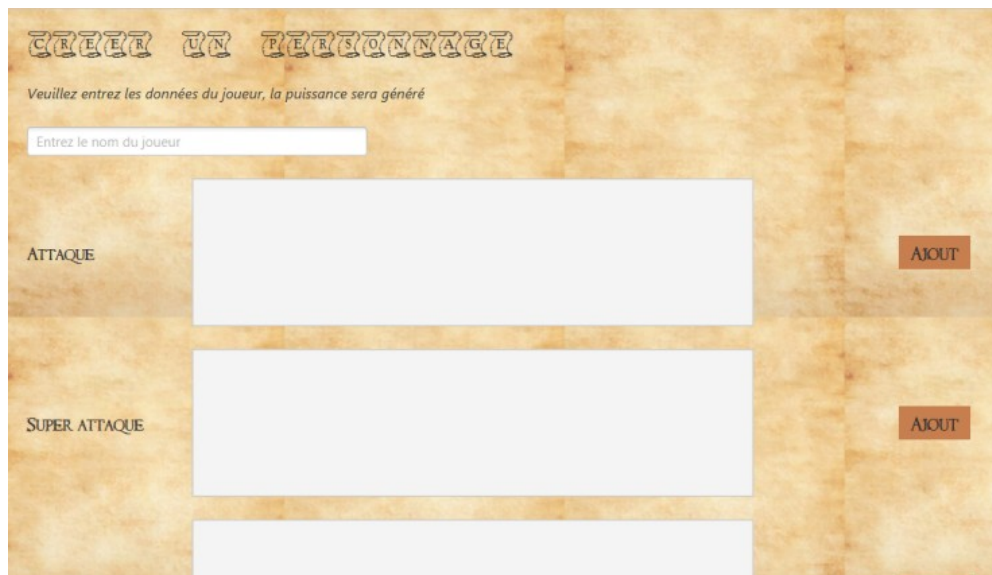 CREER UN PERSONNAGE
Veuillez entrez les données du joueur, la puissance sera généré
Entrez le nom du joueur
Attaque
Ajout
Super attaque
Ajout